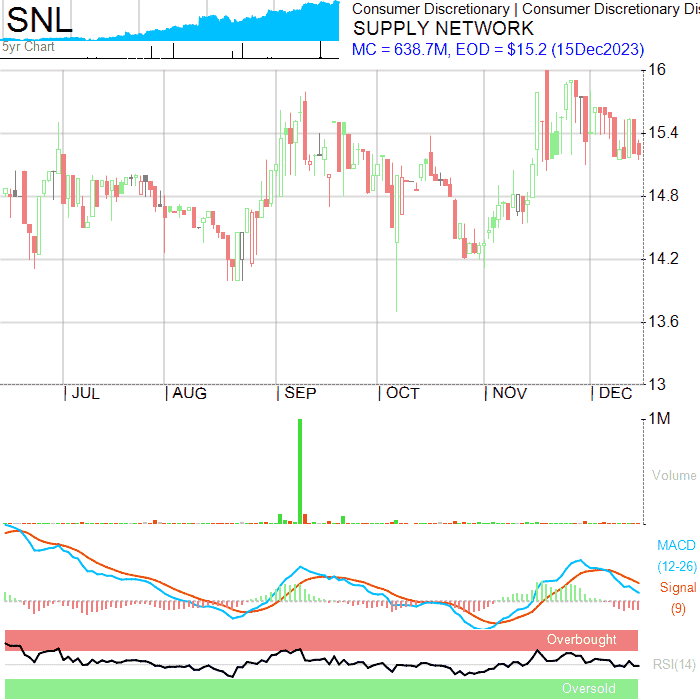 SNL
5yr Chart
Consumer Discretionary | Consumer Discretionary Dis
SUPPLY NETWORK
MC = 638.7M, EOD = $15.2 (15Dec2023)
16
15.4
14.8
14.2
13.6
13
JUL AUG SEP OCT NOV DEC
1M
Volume
MACD
(12-26)
Signal
(9)
Overbought
RSI(14)
Oversold